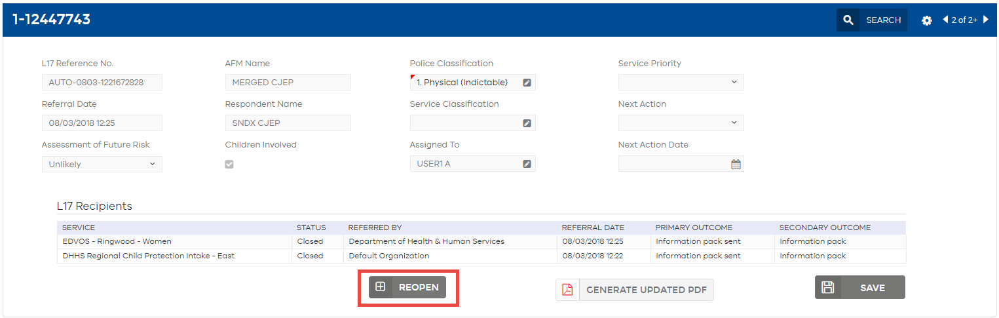 1-12447743
SEARCH
2 of 2+
L17 Reference No. AFM Name Police Classification Service Priority
AUTO-0803-1221672828 MERGED CJEP 1. Physical (Indictable)
Referral Date Respondent Name Service Classification Next Action
08/03/2018 12:25 SNDX CJEP
Assessment of Future Risk Children Involved Assigned To Next Action Date
Unlikely USER1 A
L17 Recipients
SERVICE STATUS REFERRED BY REFERRAL DATE PRIMARY OUTCOME SECONDARY OUTCOME
EDVOS - Ringwood - Women Closed Department of Health & Human Services 08/03/2018 12:25 Information pack sent Information pack
DHHS Regional Child Protection Intake - East Closed Default Organization 08/03/2018 12:22 Information pack sent Information pack
REOPEN GENERATE UPDATED PDF SAVE